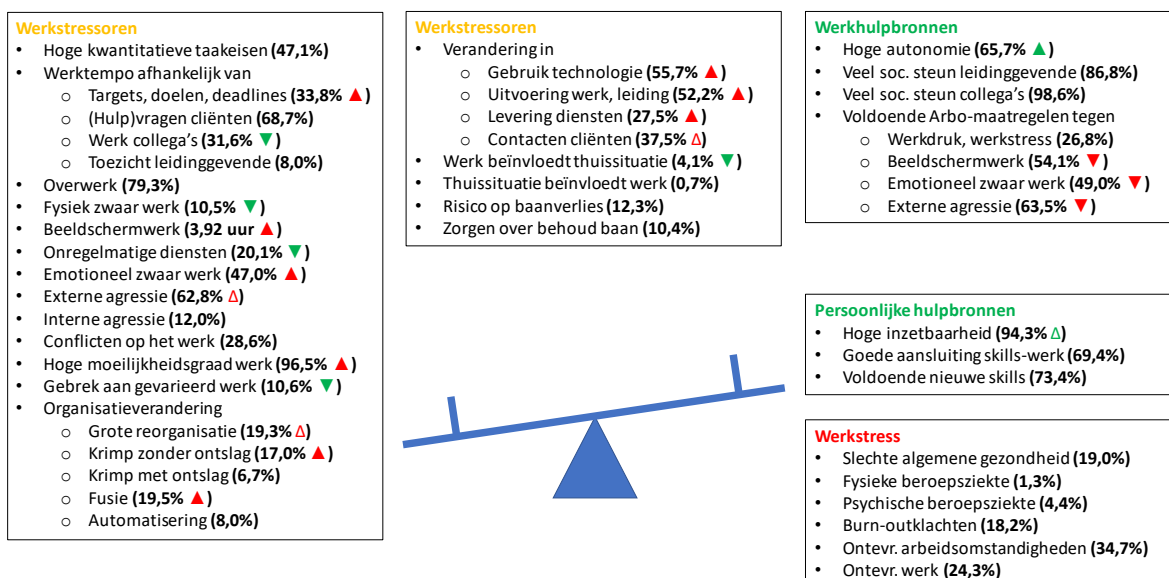 Werkstressoren
• Hoge kwantitatieve taakeisen (47,1%)
• Werktempo afhankelijk van
o Targets, doelen, deadlines (33,8% ▲)
o (Hulp)vragen cliënten (68,7%)
o Werk collega's (31,6% ▼)
o Toezicht leidinggevende (8,0%)
• Overwerk (79,3%)
• Fysiek zwaar werk (10,5% ▼)
• Beeldschermwerk (3,92 uur ▲)
• Onregelmatige diensten (20,1% ▼)
• Emotioneel zwaar werk (47,0% ▲)
• Externe agressie (62,8% Δ)
• Interne agressie (12,0%)
• Conflicten op het werk (28,6%)
• Hoge moeilijkheidsgraad werk (96,5% ▲)
• Gebrek aan gevarieerd werk (10,6% ▼)
• Organisatieverandering
o Grote reorganisatie (19,3% Δ)
o Krimp zonder ontslag (17,0% ▲)
o Krimp met ontslag (6,7%)
o Fusie (19,5% ▲)
o Automatisering (8,0%)
Werkstressoren
• Verandering in
o Gebruik technologie (55,7% ▲)
o Uitvoering werk, leiding (52,2% ▲)
o Levering diensten (27,5% ▲)
o Contacten cliënten (37,5% Δ)
• Werk beïnvloedt thuissituatie (4,1% ▼)
• Thuissituatie beïnvloedt werk (0,7%)
• Risico op baanverlies (12,3%)
• Zorgen over behoud baan (10,4%)
Werkhulpbronnen
• Hoge autonomie (65,7% ▲)
• Veel soc. steun leidinggevende (86,8%)
• Veel soc. steun collega's (98,6%)
• Voldoende Arbo-maatregelen tegen
o Werkdruk, werkstress (26,8%)
o Beeldschermwerk (54,1% ▼)
o Emotioneel zwaar werk (49,0% ▼)
o Externe agressie (63,5% ▼)
Persoonlijke hulpbronnen
• Hoge inzetbaarheid (94,3% Δ)
• Goede aansluiting skills-werk (69,4%)
• Voldoende nieuwe skills (73,4%)
Werkstress
• Slechte algemene gezondheid (19,0%)
• Fysieke beroepsziekte (1,3%)
• Psychische beroepsziekte (4,4%)
• Burn-outklachten (18,2%)
• Ontevr. arbeidsomstandigheden (34,7%)
• Ontevr. werk (24,3%)